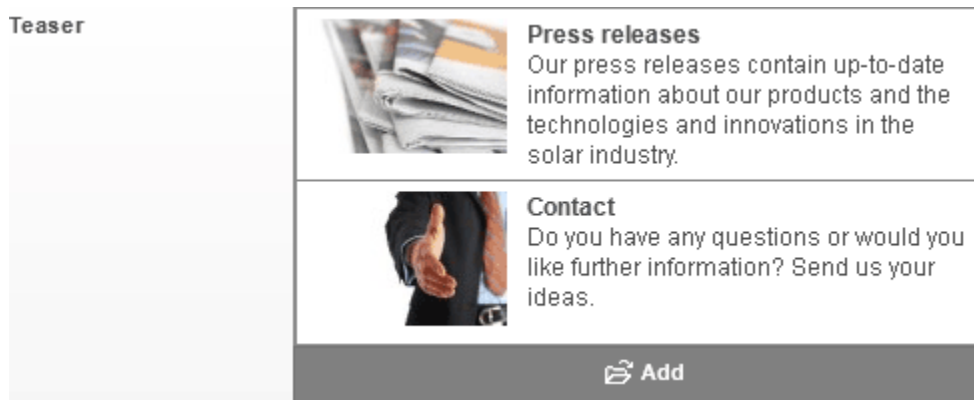 Teaser
Press releases
Our press releases contain up-to-date
information about our products and the
technologies and innovations in the
solar industry.
Contact
Do you have any questions or would you
like further information? Send us your
ideas.
Add